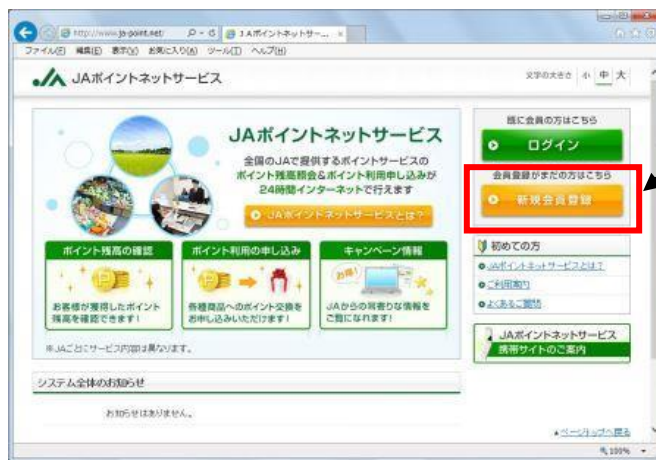 http://www.ja-point.net/
JAポイントネットサー...
ファイル(F) 編集(E) 表示(V) お気に入り(A) ツール(T) ヘルプ(H)
JAポイントネットサービス
文字の大きさ 小 中 大
JAポイントネットサービス
全国のJAで提供するポイントサービスの
ポイント残高照会&ポイント利用申し込みが
24時間インターネットで行えます
JAポイントネットサービスとは?
既に会員の方はこちら
ログイン
会員登録がまだの方はこちら
新規会員登録
ポイント残高の確認
お客様が獲得したポイント
残高を確認できます!
ポイント利用の申し込み
各種商品へのポイント交換を
お申し込みいただけます!
キャンペーン情報
お得!
JAからの耳寄りな情報を
ご覧になれます!
初めての方
JAポイントネットサービスとは?
ご利用案内
よくあるご質問
JAポイントネットサービス
携帯サイトのご案内
※JAごとにサービス内容は異なります。
システム全体のお知らせ
お知らせはありません。
▲ページトップへ戻る
100%